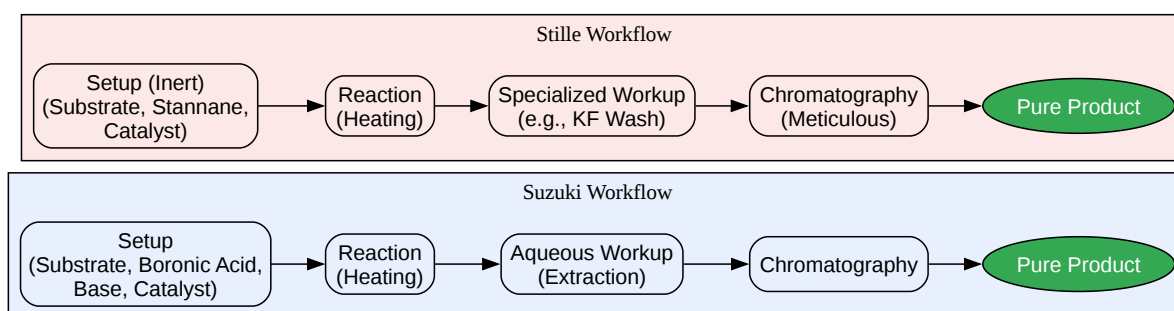 Stille Workflow
Setup (Inert)
(Substrate, Stannane,
Catalyst)
Reaction
(Heating)
Specialized Workup
(e.g., KF Wash)
Chromatography
(Meticulous)
Pure Product
Suzuki Workflow
Setup
(Substrate, Boronic Acid,
Base, Catalyst)
Reaction
(Heating)
Aqueous Workup
(Extraction)
Chromatography
Pure Product